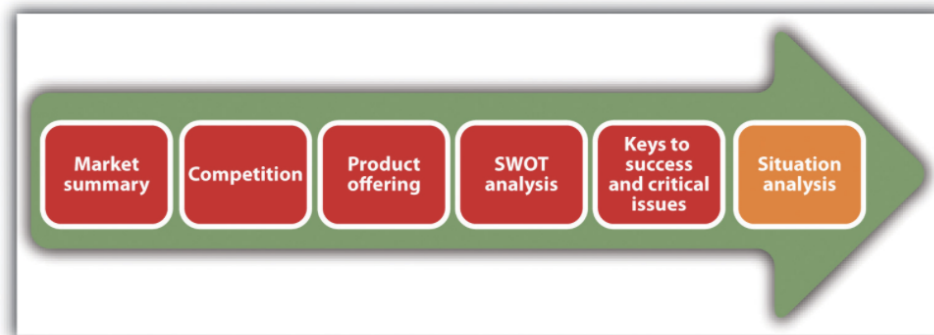 Market
summary
Competition
Product
offering
SWOT
analysis
Keys to
success
and critical
issues
Situation
analysis